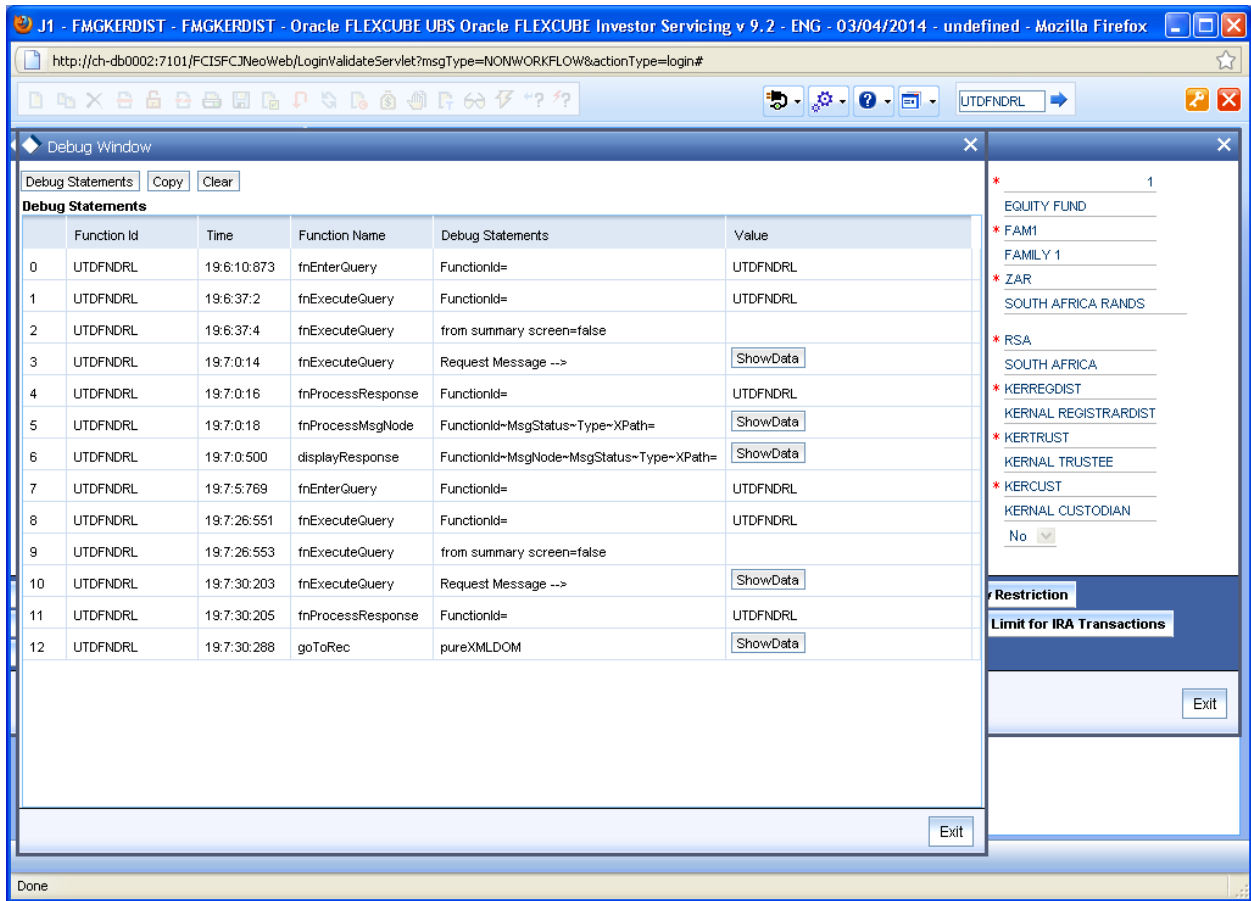 J1 - FMGKERDIST - FMGKERDIST - Oracle FLEXCUBE UBS Oracle FLEXCUBE Investor Servicing v 9.2 - ENG - 03/04/2014 - undefined - Mozilla Firefox
http://ch-db0002:7101/FCISFCJNeoWeb/LoginValidateServlet?msgType=NONWORKFLOW&actionType=login#
UTDFNDRL
Debug Window
Debug Statements Copy Clear
Debug Statements
Function Id Time Function Name Debug Statements Value
0 UTDFNDRL 19:6:10:873 fnEnterQuery FunctionId= UTDFNDRL
1 UTDFNDRL 19:6:37:2 fnExecuteQuery FunctionId= UTDFNDRL
2 UTDFNDRL 19:6:37:4 fnExecuteQuery from summary screen=false
3 UTDFNDRL 19:7:0:14 fnExecuteQuery Request Message --> ShowData
4 UTDFNDRL 19:7:0:16 fnProcessResponse FunctionId= UTDFNDRL
5 UTDFNDRL 19:7:0:18 fnProcessMsgNode FunctionId~MsgStatus~Type~XPath= ShowData
6 UTDFNDRL 19:7:0:500 displayResponse FunctionId~MsgNode~MsgStatus~Type~XPath= ShowData
7 UTDFNDRL 19:7:5:769 fnEnterQuery FunctionId= UTDFNDRL
8 UTDFNDRL 19:7:26:551 fnExecuteQuery FunctionId= UTDFNDRL
9 UTDFNDRL 19:7:26:553 fnExecuteQuery from summary screen=false
10 UTDFNDRL 19:7:30:203 fnExecuteQuery Request Message --> ShowData
11 UTDFNDRL 19:7:30:205 fnProcessResponse FunctionId= UTDFNDRL
12 UTDFNDRL 19:7:30:288 goToRec pureXMLDOM ShowData
Exit
* 1
EQUITY FUND
* FAM1
FAMILY 1
* ZAR
SOUTH AFRICA RANDS
* RSA
SOUTH AFRICA
* KERREGDIST
KERNAL REGISTRARDIST
* KERTRUST
KERNAL TRUSTEE
* KERCUST
KERNAL CUSTODIAN
No
Restriction
Limit for IRA Transactions
Exit
Done